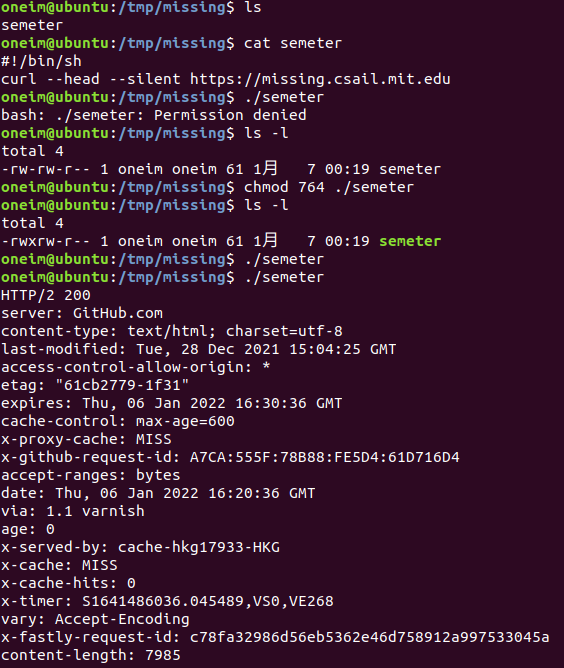 oneim@ubuntu:/tmp/missing$ ls
semeter
oneim@ubuntu:/tmp/missing$ cat semeter
#!/bin/sh
curl --head --silent https://missing.csail.mit.edu
oneim@ubuntu:/tmp/missing$ ./semeter
bash: ./semeter: Permission denied
oneim@ubuntu:/tmp/missing$ ls -l
total 4
-rw-rw-r-- 1 oneim oneim 61 1月   7 00:19 semeter
oneim@ubuntu:/tmp/missing$ chmod 764 ./semeter
oneim@ubuntu:/tmp/missing$ ls -l
total 4
-rwxrw-r-- 1 oneim oneim 61 1月   7 00:19 semeter
oneim@ubuntu:/tmp/missing$ ./semeter
oneim@ubuntu:/tmp/missing$ ./semeter
HTTP/2 200
server: GitHub.com
content-type: text/html; charset=utf-8
last-modified: Tue, 28 Dec 2021 15:04:25 GMT
access-control-allow-origin: *
etag: "61cb2779-1f31"
expires: Thu, 06 Jan 2022 16:30:36 GMT
cache-control: max-age=600
x-proxy-cache: MISS
x-github-request-id: A7CA:555F:78B88:FE5D4:61D716D4
accept-ranges: bytes
date: Thu, 06 Jan 2022 16:20:36 GMT
via: 1.1 varnish
age: 0
x-served-by: cache-hkg17933-HKG
x-cache: MISS
x-cache-hits: 0
x-timer: S1641486036.045489,VS0,VE268
vary: Accept-Encoding
x-fastly-request-id: c78fa32986d56eb5362e46d758912a997533045a
content-length: 7985